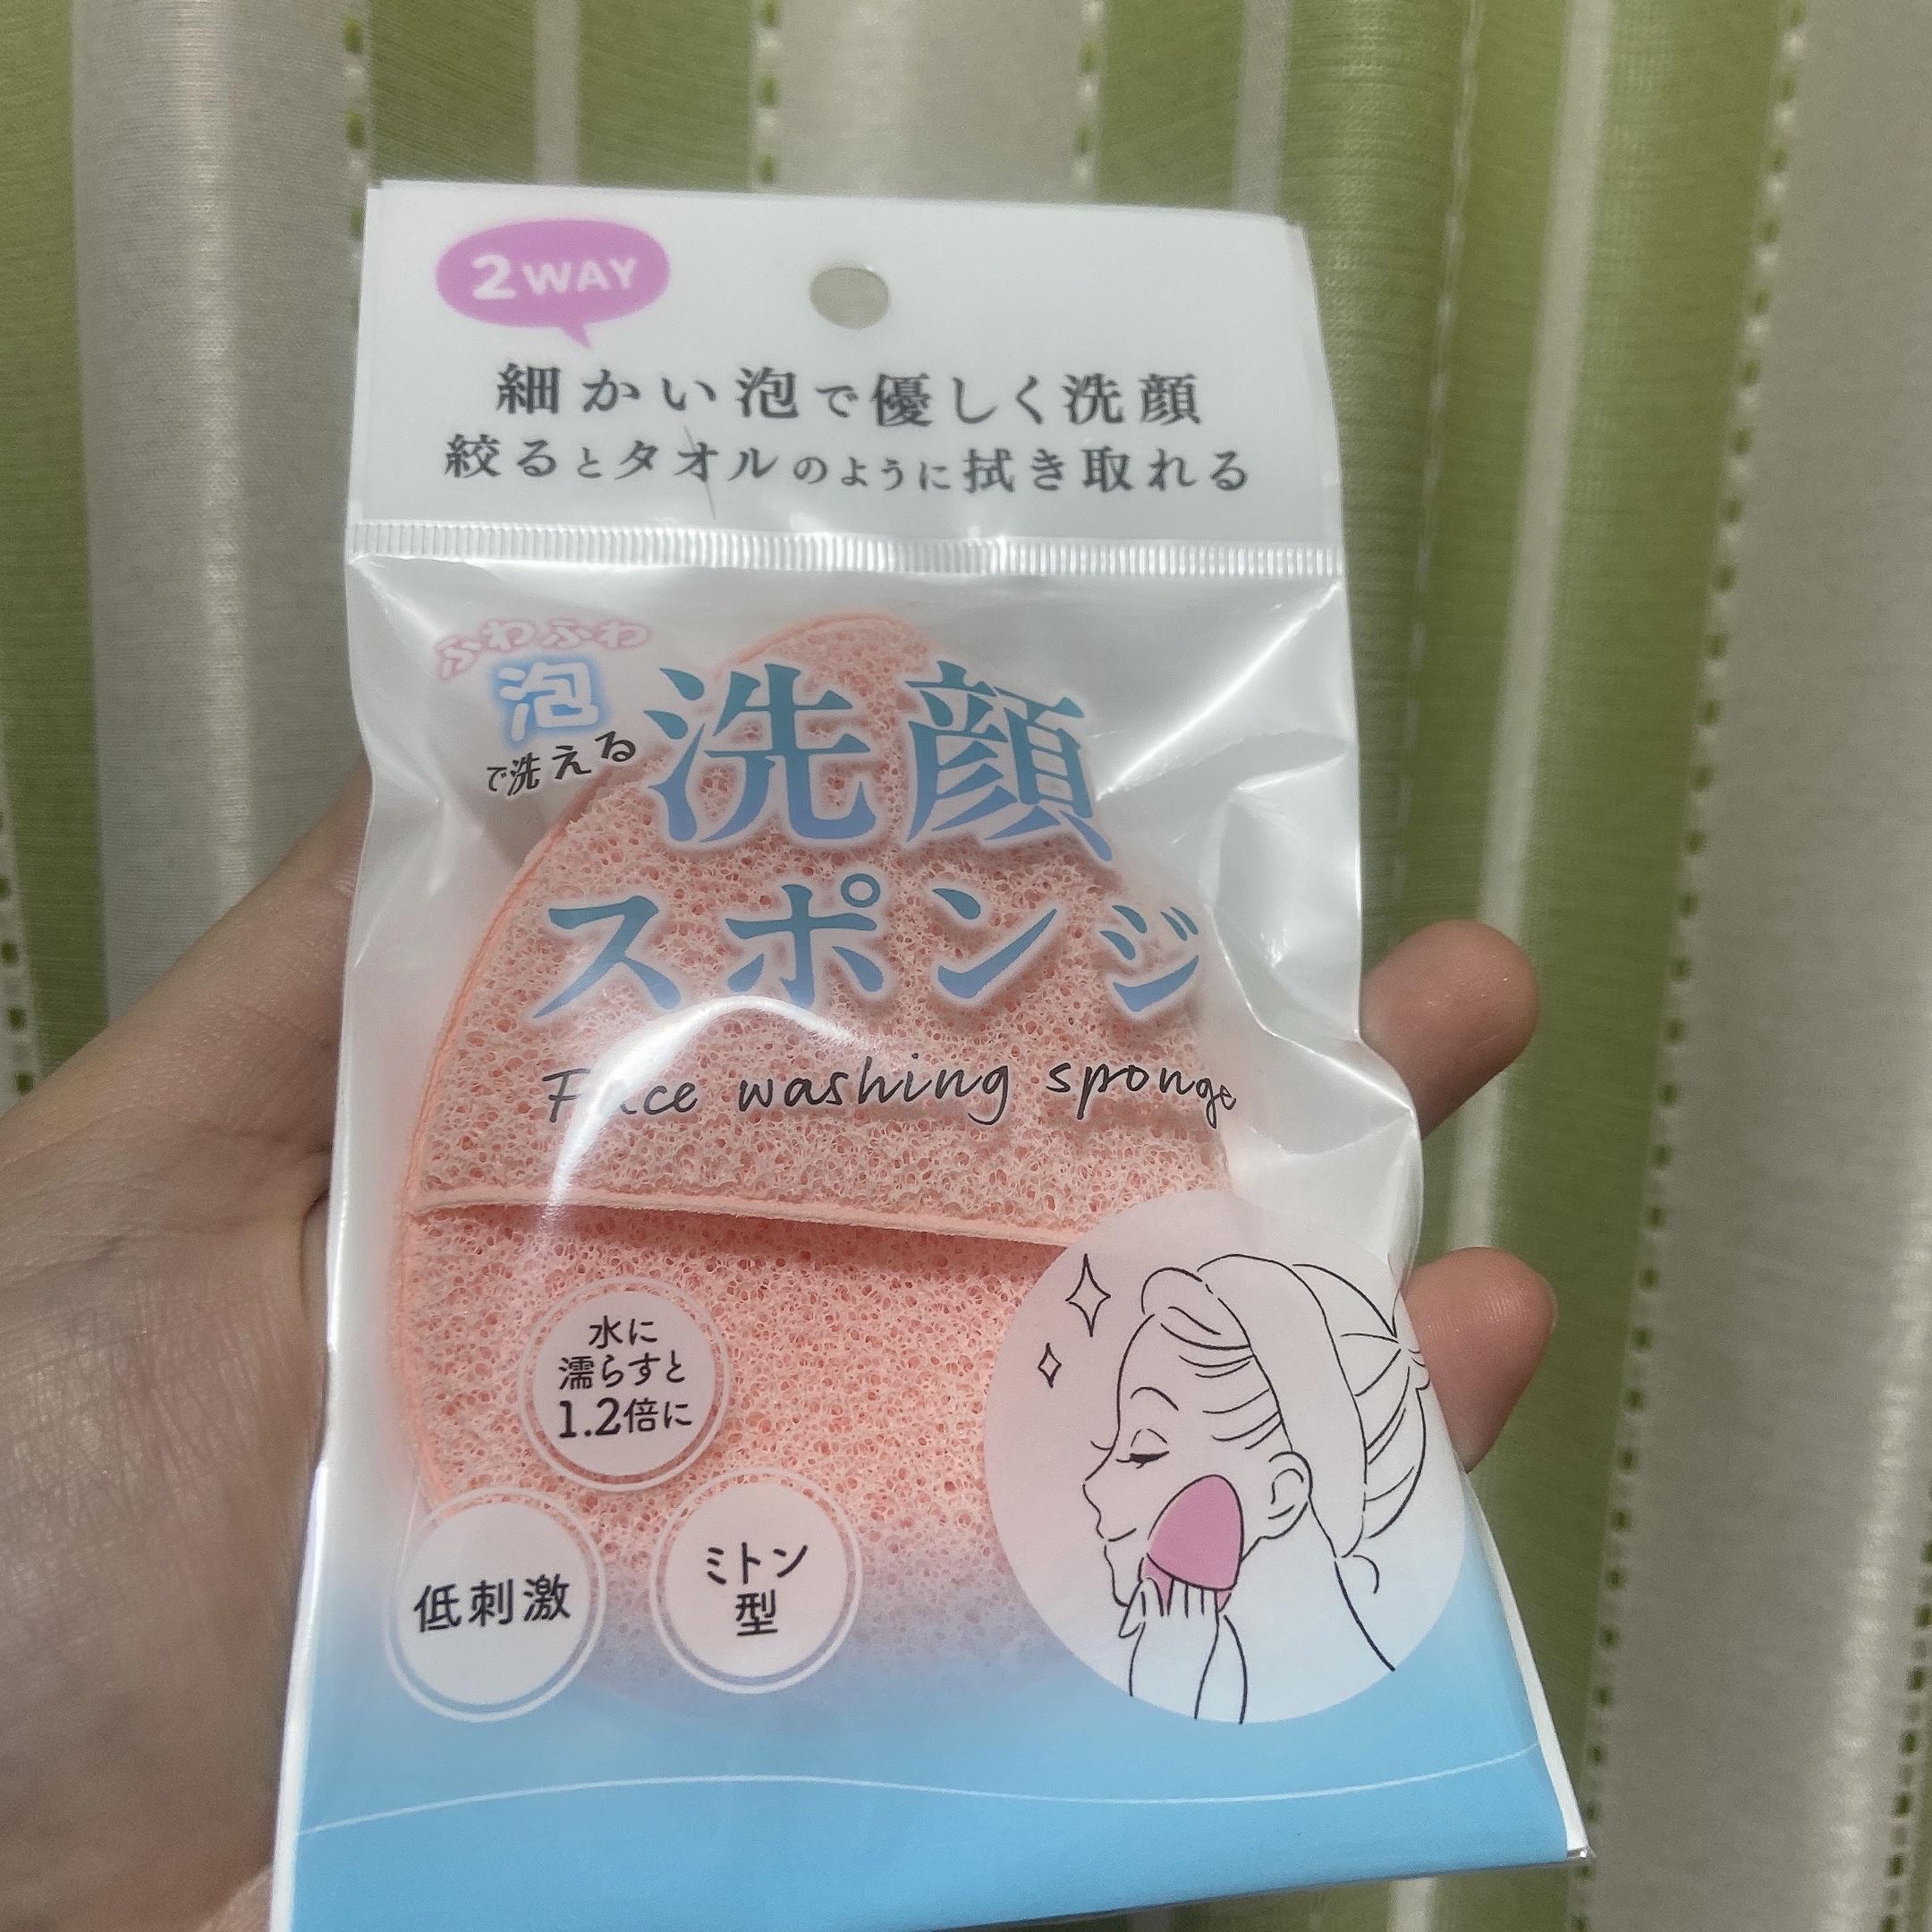 2WAY
細かい泡で優しく洗顔
絞るとタオルのように拭き取れる
ふわふわ
泡
で洗える
洗顔
スポンジ
Face washing sponge
水に
濡らすと
1.2倍に
低刺激
ミトン
型